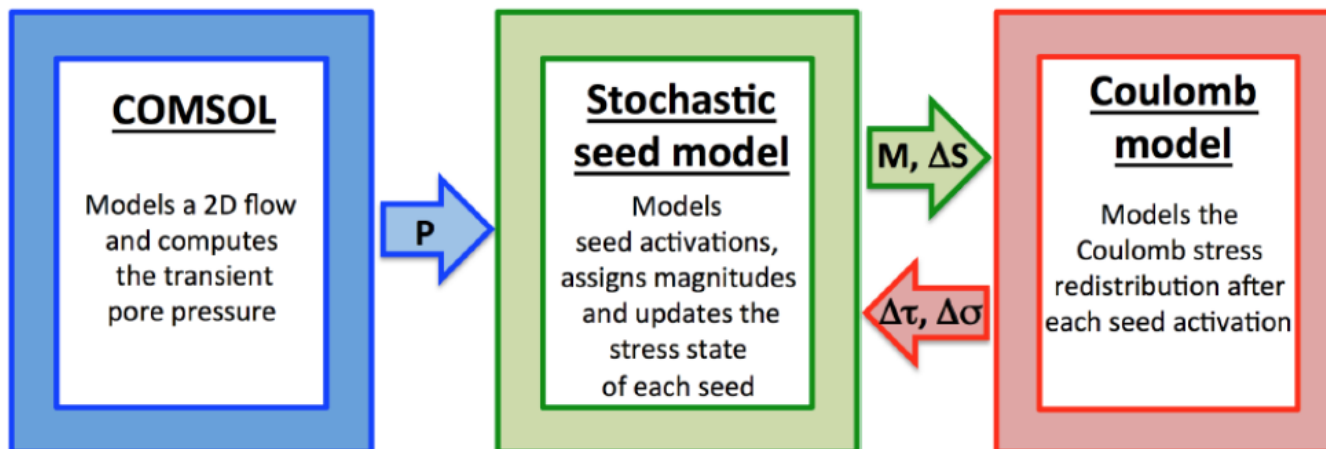 COMSOL
Models a 2D flow
and computes
the transient
pore pressure
P
Stochastic
seed model
Models
seed activations,
assigns magnitudes
and updates the
stress state
of each seed
M, ΔS
Δτ, Δσ
Coulomb
model
Models the
Coulomb stress
redistribution after
each seed activation